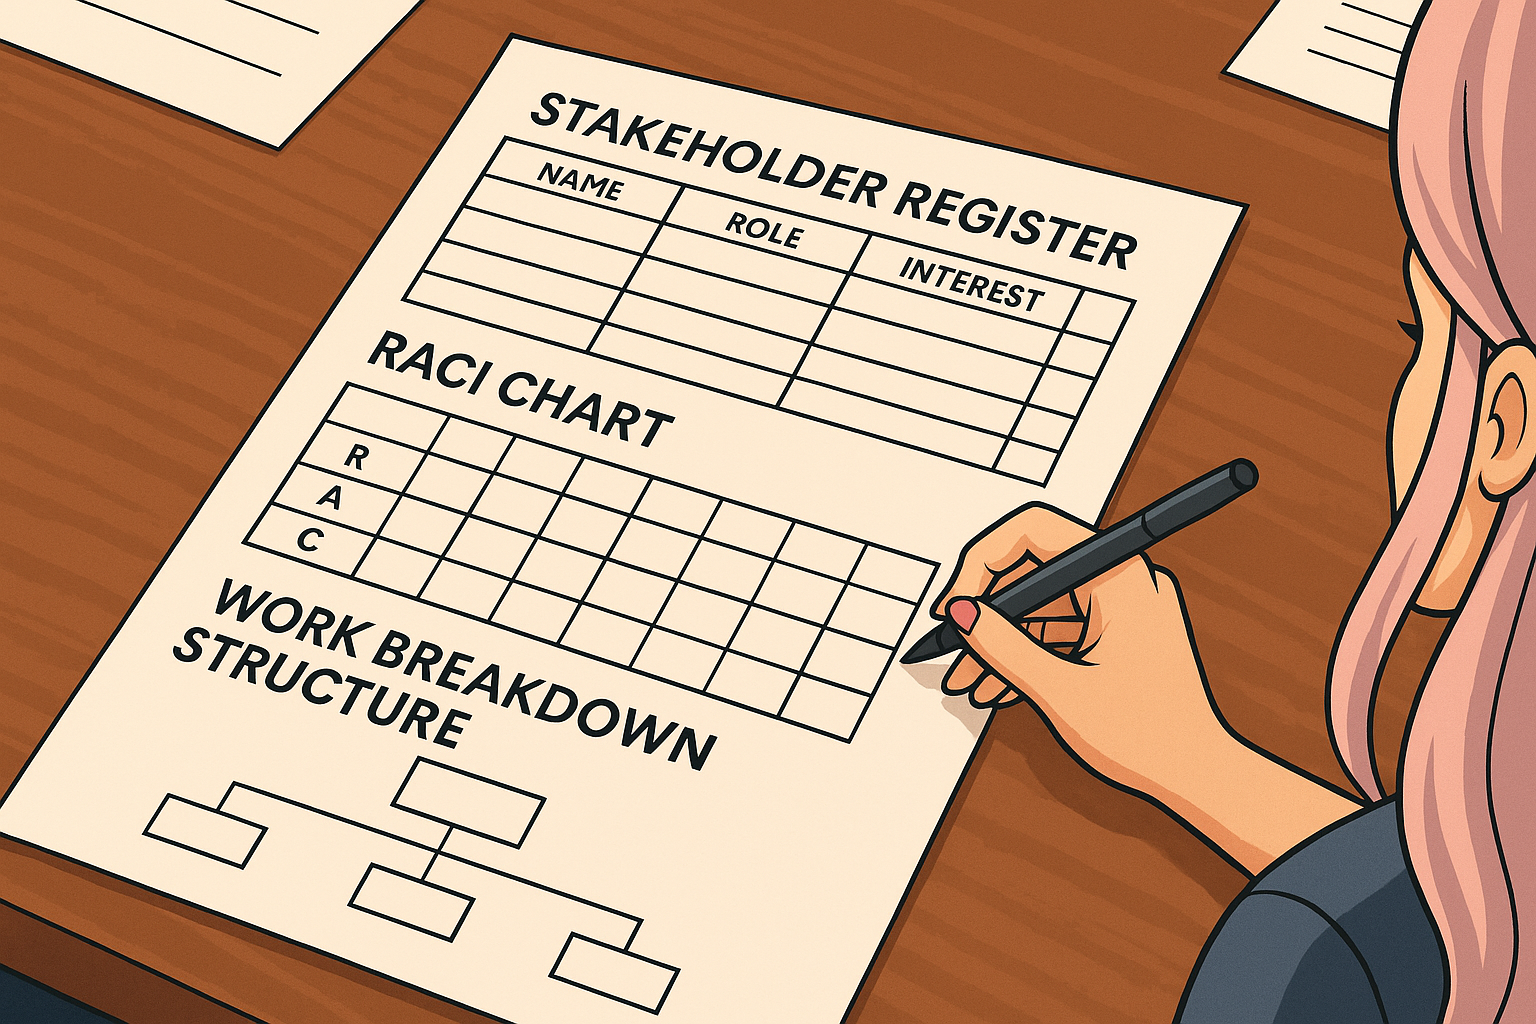 STAKEHOLDER REGISTER
NAME ROLE INTEREST
RACI CHART
R
A
C
WORK BREAKDOWN
STRUCTURE